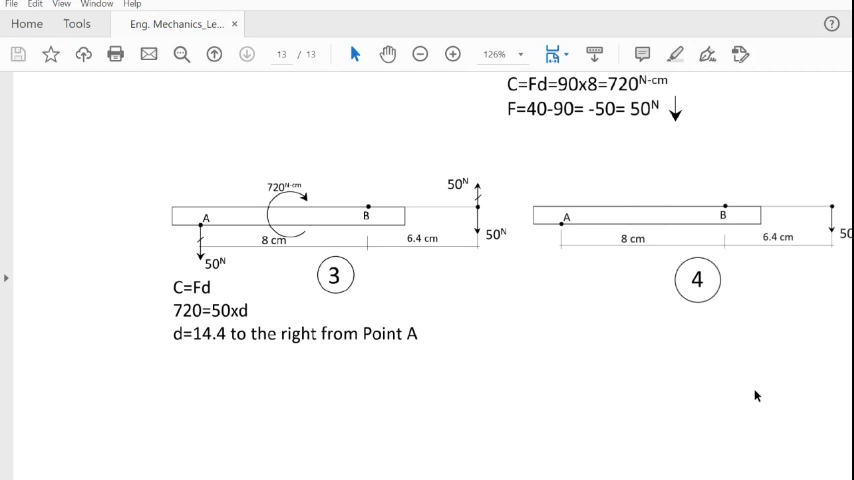 File Edit View Window Help
Home Tools Eng. Mechanics_Le... ×
13 / 13 126%
C=Fd=90x8=720N-cm
F=40-90= -50= 50N
720N-cm
50N
A
B
50N
8 cm
6.4 cm
50N
3
C=Fd
720=50xd
d=14.4 to the right from Point A
A
B
50
8 cm
6.4 cm
4